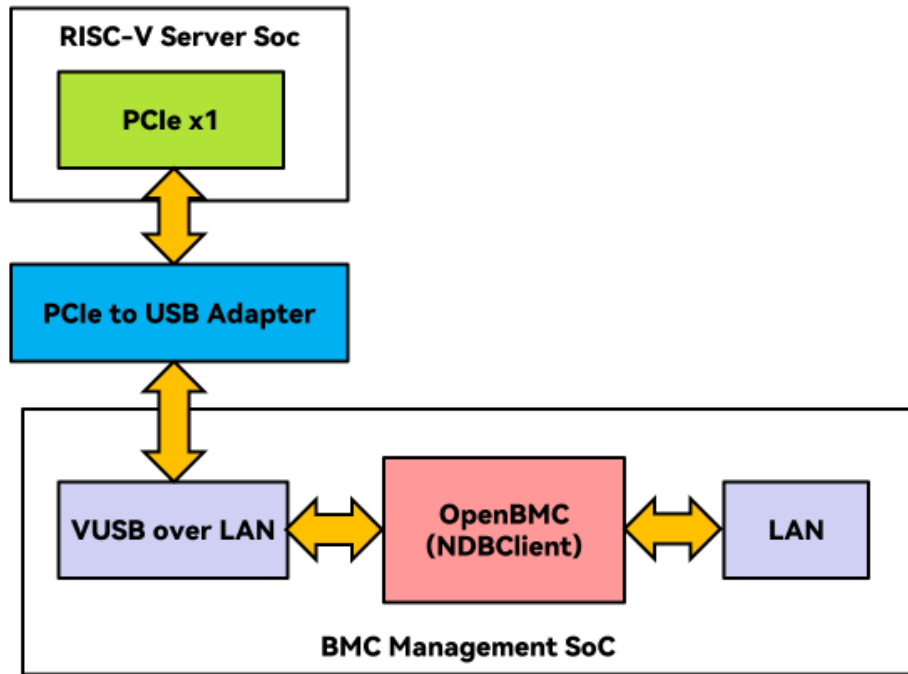 RISC-V Server Soc
PCIe x1
PCIe to USB Adapter
VUSB over LAN
OpenBMC
(NDBClient)
LAN
BMC Management SoC